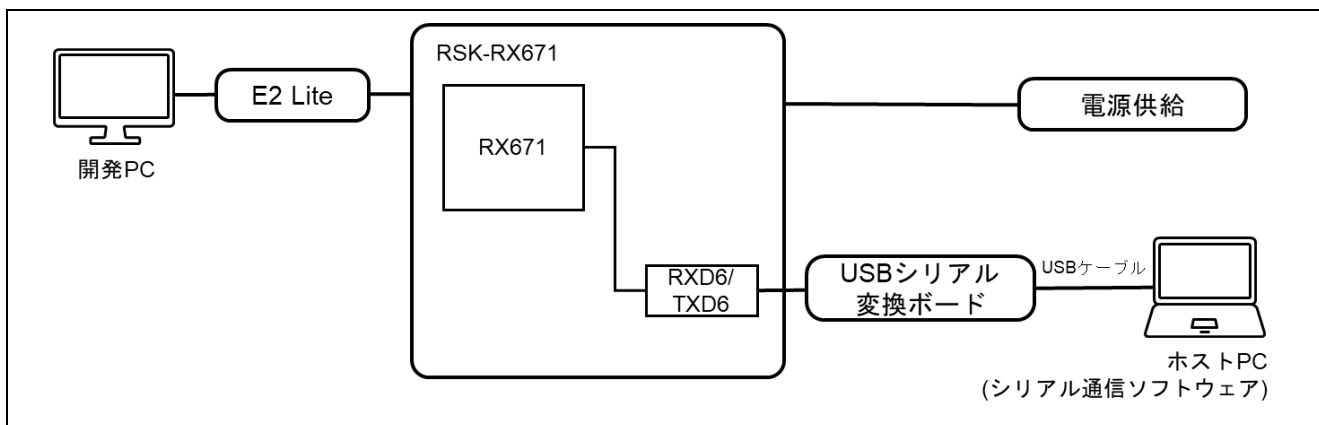 RSK-RX671
E2 Lite
電源供給
RX671
開発PC
USBシリアル
変換ボード
USBケーブル
RXD6/
TXD6
ホストPC
(シリアル通信ソフトウェア)